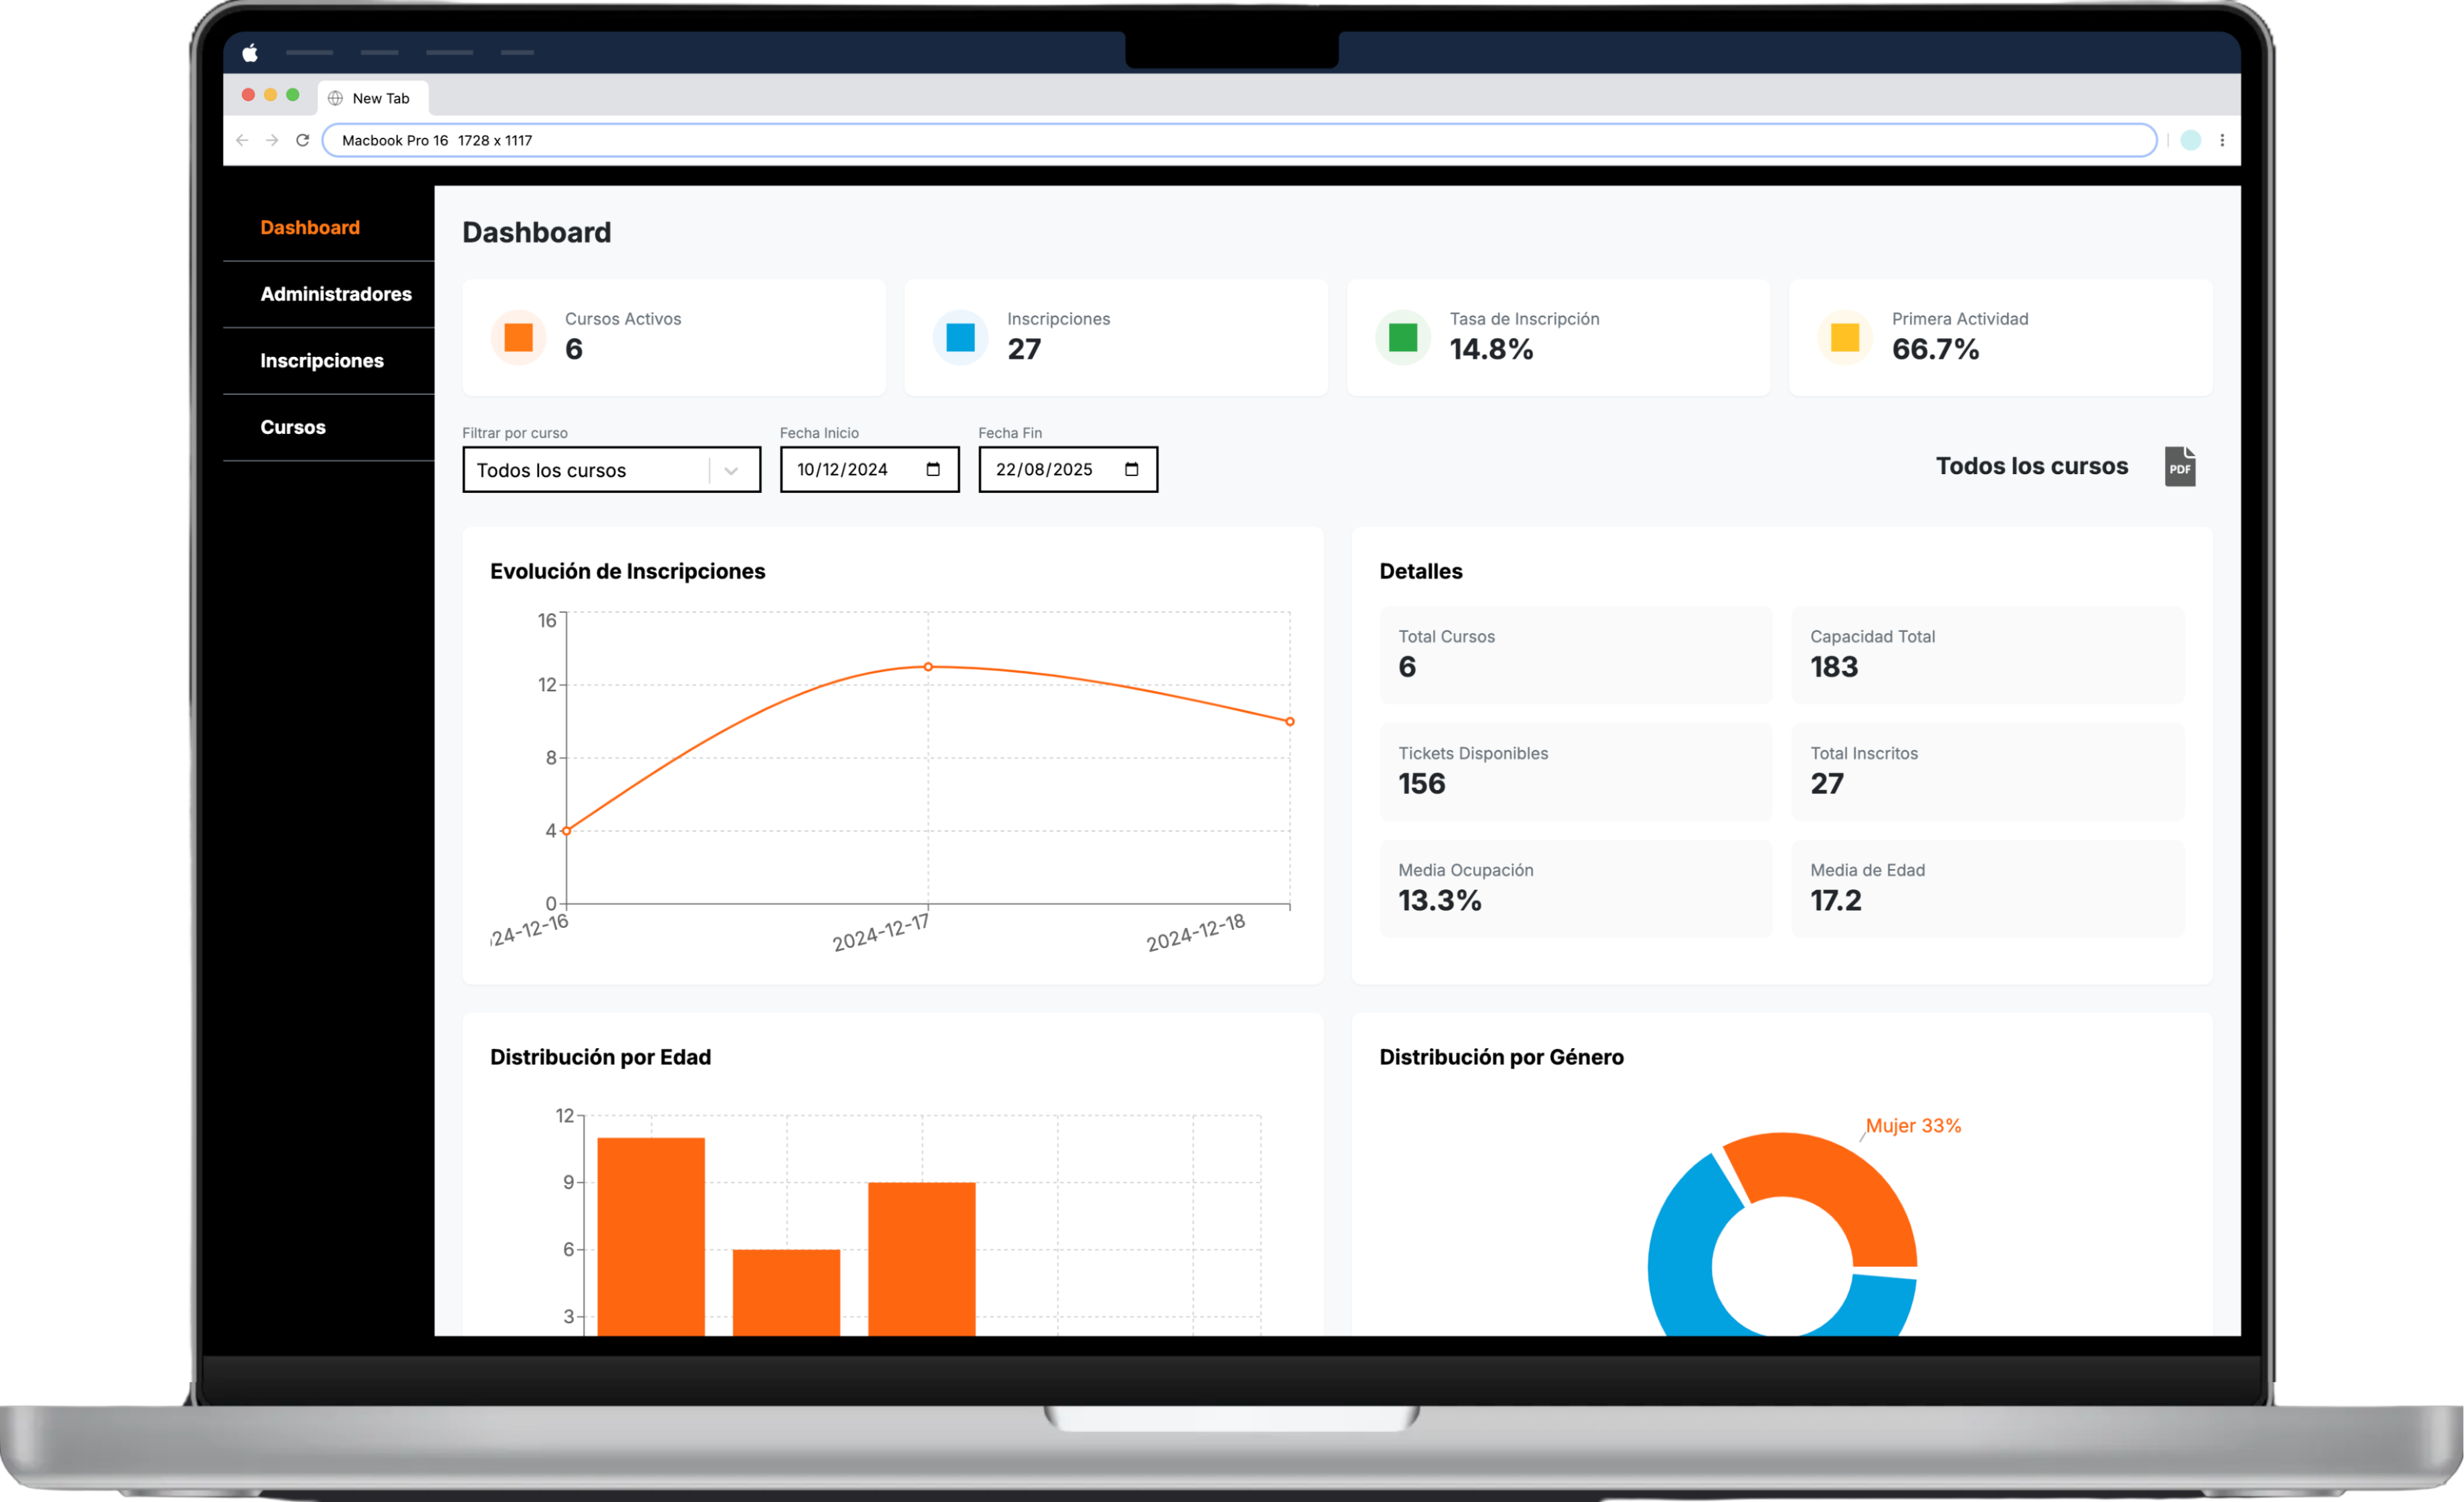 New Tab
Macbook Pro 16 1728 x 1117
Dashboard
Administradores
Inscripciones
Cursos
Dashboard
Cursos Activos
6
Inscripciones
27
Tasa de Inscripción
14.8%
Primera Actividad
66.7%
Filtrar por curso
Todos los cursos
Fecha Inicio
10/12/2024
Fecha Fin
22/08/2025
Todos los cursos
PDF
Evolución de Inscripciones
16
12
8
4
0
24-12-16
2024-12-17
2024-12-18
Detalles
Total Cursos
6
Capacidad Total
183
Tickets Disponibles
156
Total Inscritos
27
Media Ocupación
13.3%
Media de Edad
17.2
Distribución por Edad
12
9
6
3
Distribución por Género
Mujer 33%